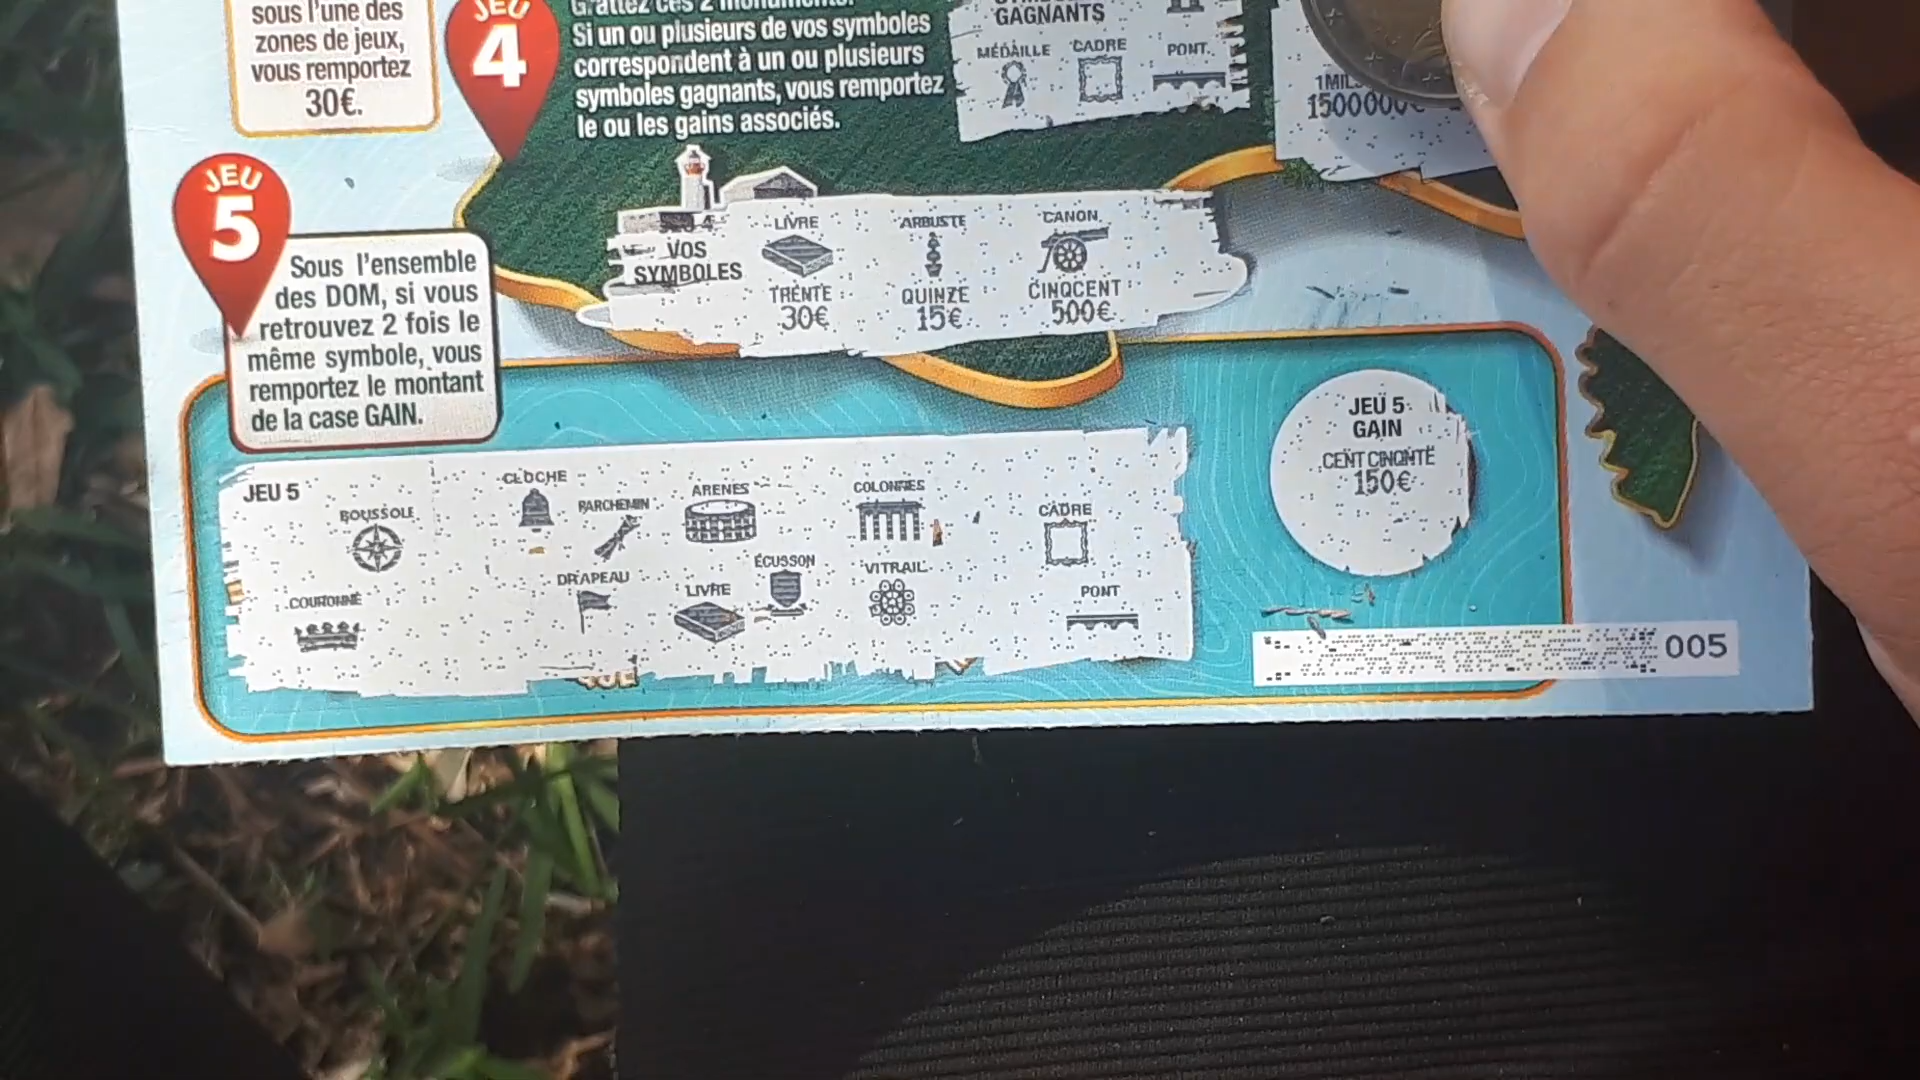 sous l'une des
zones de jeux,
vous remportez
30€.
JEU
4
Grattez ces 2
Si un ou plusieurs de vos symboles
correspondent à un ou plusieurs
symboles gagnants, vous remportez
le ou les gains associés.
GAGNANTS
MÉDAILLE CADRE PONT
1MIL
1500000€
VOS
SYMBOLES
LIVRE
TRENTE
30€
ARBUSTE
QUINZE
15€
CANON
CINQCENT
500€
JEU
5
Sous l'ensemble
des DOM, si vous
retrouvez 2 fois le
même symbole, vous
remportez le montant
de la case GAIN.
JEU 5
BOUSSOLE
CLOCHE
PARCHEMIN
ARENES
COLONNES
CADRE
COURONNE
DRAPEAU
LIVRE
ÉCUSSON
VITRAIL
PONT
JEU 5
GAIN
CENT CINQNTE
150€
005